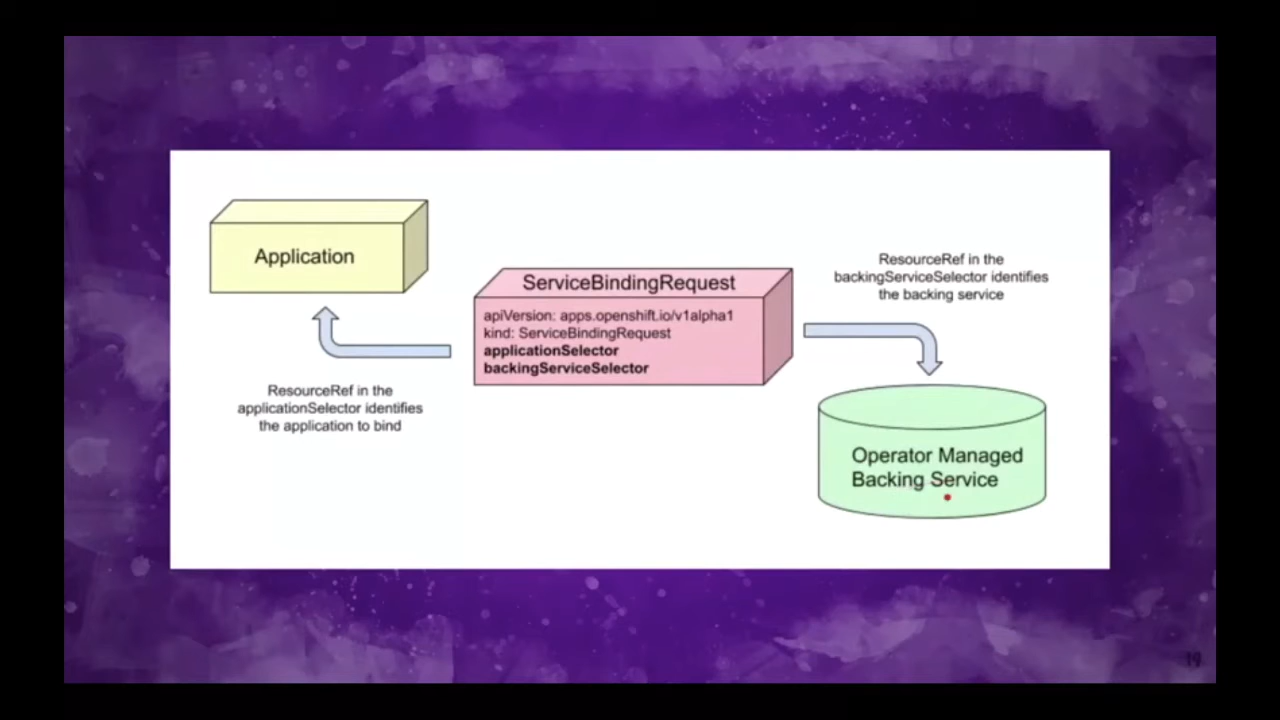 Application
ServiceBindingRequest
apiVersion: apps.openshift.io/v1alpha1
kind: ServiceBindingRequest
applicationSelector
backingServiceSelector
ResourceRef in the
backingServiceSelector identifies
the backing service
ResourceRef in the
applicationSelector identifies
the application to bind
Operator Managed
Backing Service
19